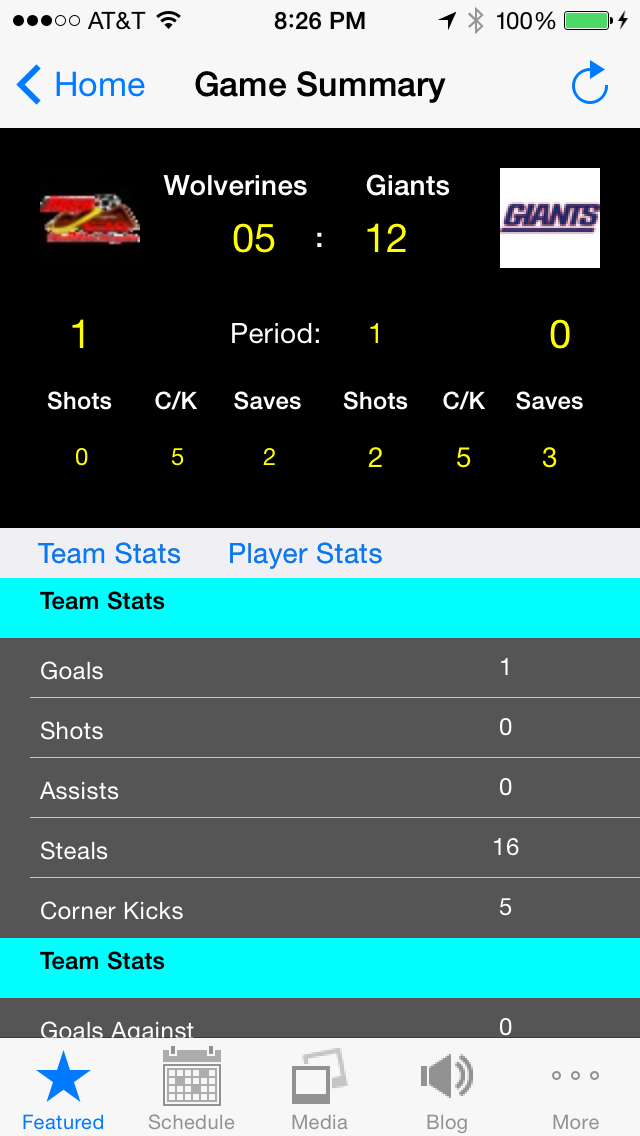 AT&T 8:26 PM 100%
Home Game Summary
Wolverines Giants
GIANTS
05 : 12
1 Period: 1 0
Shots C/K Saves Shots C/K Saves
0 5 2 2 5 3
Team Stats Player Stats
Team Stats
Goals 1
Shots 0
Assists 0
Steals 16
Corner Kicks 5
Team Stats
Goals Against 0
Featured Schedule Media Blog More